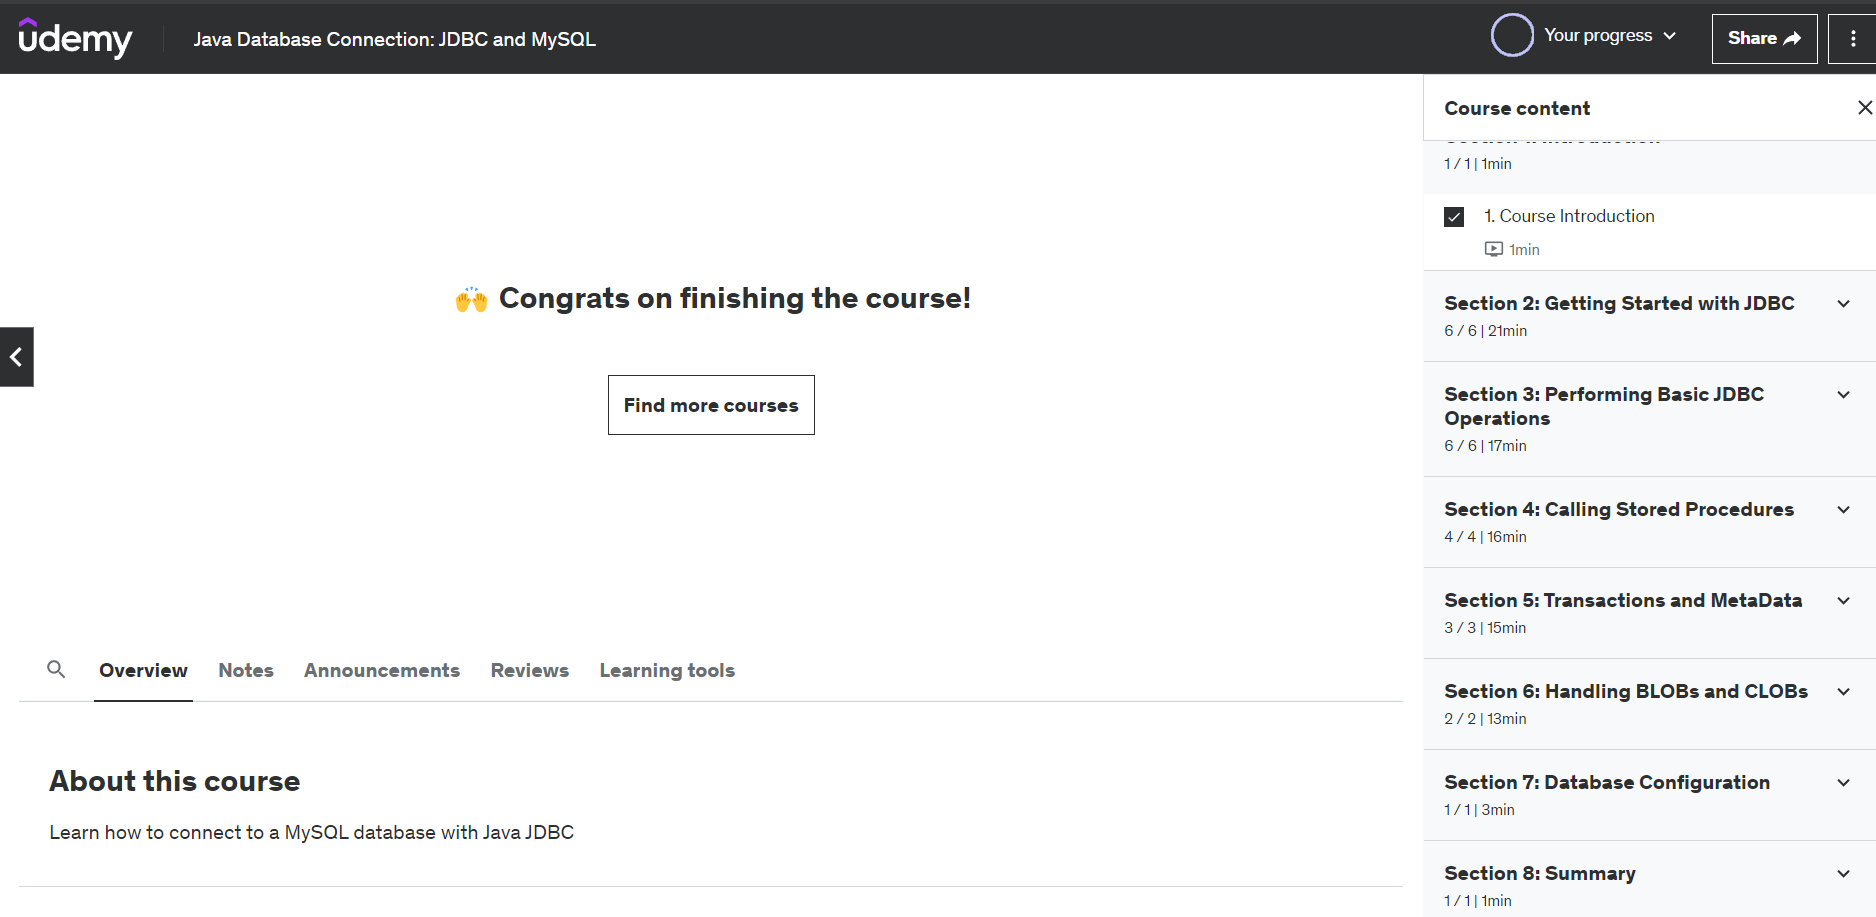 ûdemy
Java Database Connection: JDBC and MySQL
Your progress
Share
Course content
1 / 1 | 1min
1. Course Introduction
1min
Section 2: Getting Started with JDBC
6 / 6 | 21min
Section 3: Performing Basic JDBC
Operations
6 / 6 | 17min
Section 4: Calling Stored Procedures
4 / 4 | 16min
Section 5: Transactions and MetaData
3 / 3 | 15min
Section 6: Handling BLOBs and CLOBs
2 / 2 | 13min
Section 7: Database Configuration
1 / 1 | 3min
Section 8: Summary
1 / 1 | 1min
🙌 Congrats on finishing the course!
Find more courses
Overview Notes Announcements Reviews Learning tools
About this course
Learn how to connect to a MySQL database with Java JDBC